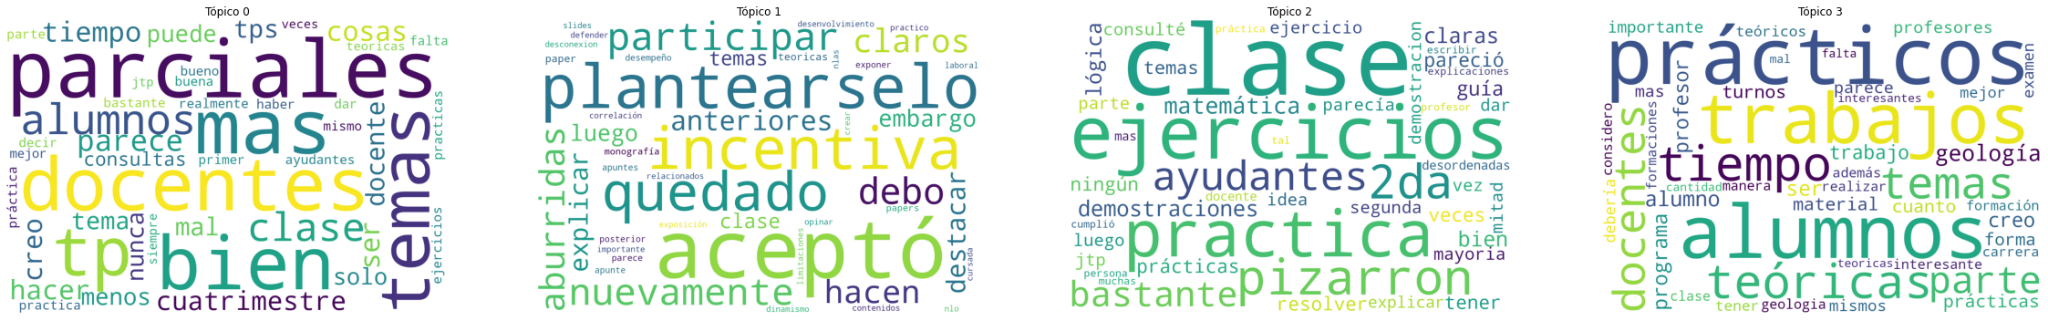 Tópico 0
parte tiempo puede tps veces cosas
teoricas falta
parciales
bueno
jtp buena
bastante realmente haber dar
alumnos mas docente temas practicas
decir parece mismo
mejor consultas primer ayudantes
práctica docentes
creo tp tema mal clase ser
nunca siempre bien solo ejercicios
hacer menos cuatrimestre
practica
Tópico 1
slides desenvolvimiento practico
defender participar claros
desconexion temas teoricas exponer laboral
paper desempeño nlas
plantearselo
correlación crear
aburridas luego anteriores embargo
explicar monografía incentiva
apuntes relacionados
quedado debo destacar
exposición clase opinar papers
posterior limitaciones
importante aceptó cursada
parece
apunte
nuevamente hacen
dinamismo contenidos nlo
Tópico 2
consulté práctica ejercicio claras
lógica clase demostracion escribir
temas pareció
explicaciones
matemática parecía guía
parte profesor dar
ejercicios
mas tal
ayudantes 2da desordenadas
ningún docente vez
demostraciones idea segunda veces mitad
cumplió practica
luego bien
jtp prácticas mayoría
persona pizarron
muchas
bastante resolver explicar tener
Tópico 3
importante teóricos profesores
prácticos
falta mal
mas turnos parece mejor examen
interesantes
considero profesor trabajos
formaciones
docentes tiempo trabajo geología
alumno cantidad manera además ser realizar temas
debería programa material cuanto formación
alumnos creo
forma
carrera
teoricas interesante
teóricas parte
clase
tener geologia mismos prácticas